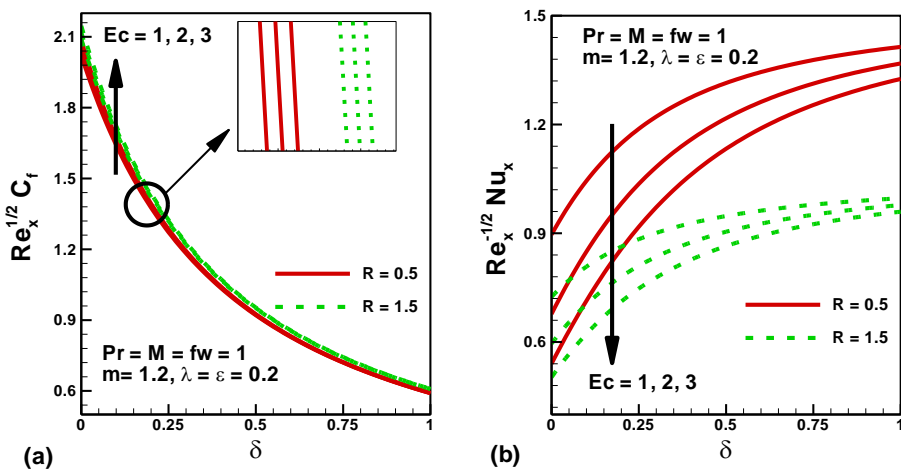 2.1
1.8
1.5
1.2
0.9
0.6
Re_x^1/2 C_f
Ec = 1, 2, 3
R = 0.5
R = 1.5
Pr = M = fw = 1
m= 1.2, λ = ε = 0.2
0 0.25 0.5 0.75 1
δ
(a)
1.5
1.2
0.9
0.6
Re_x^-1/2 Nu_x
Pr = M = fw = 1
m= 1.2, λ = ε = 0.2
R = 0.5
R = 1.5
Ec = 1, 2, 3
0 0.25 0.5 0.75 1
δ
(b)